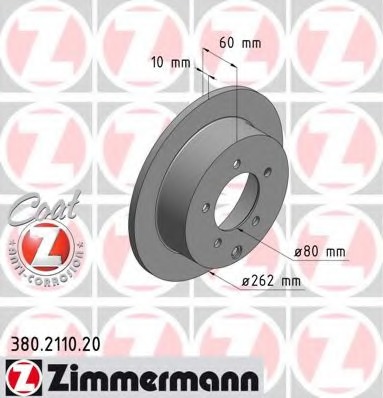 60 mm
10 mm
Coat
Z
ANTI-CORROSION
ø80 mm
ø262 mm
380.2110.20
Z Zimmermann